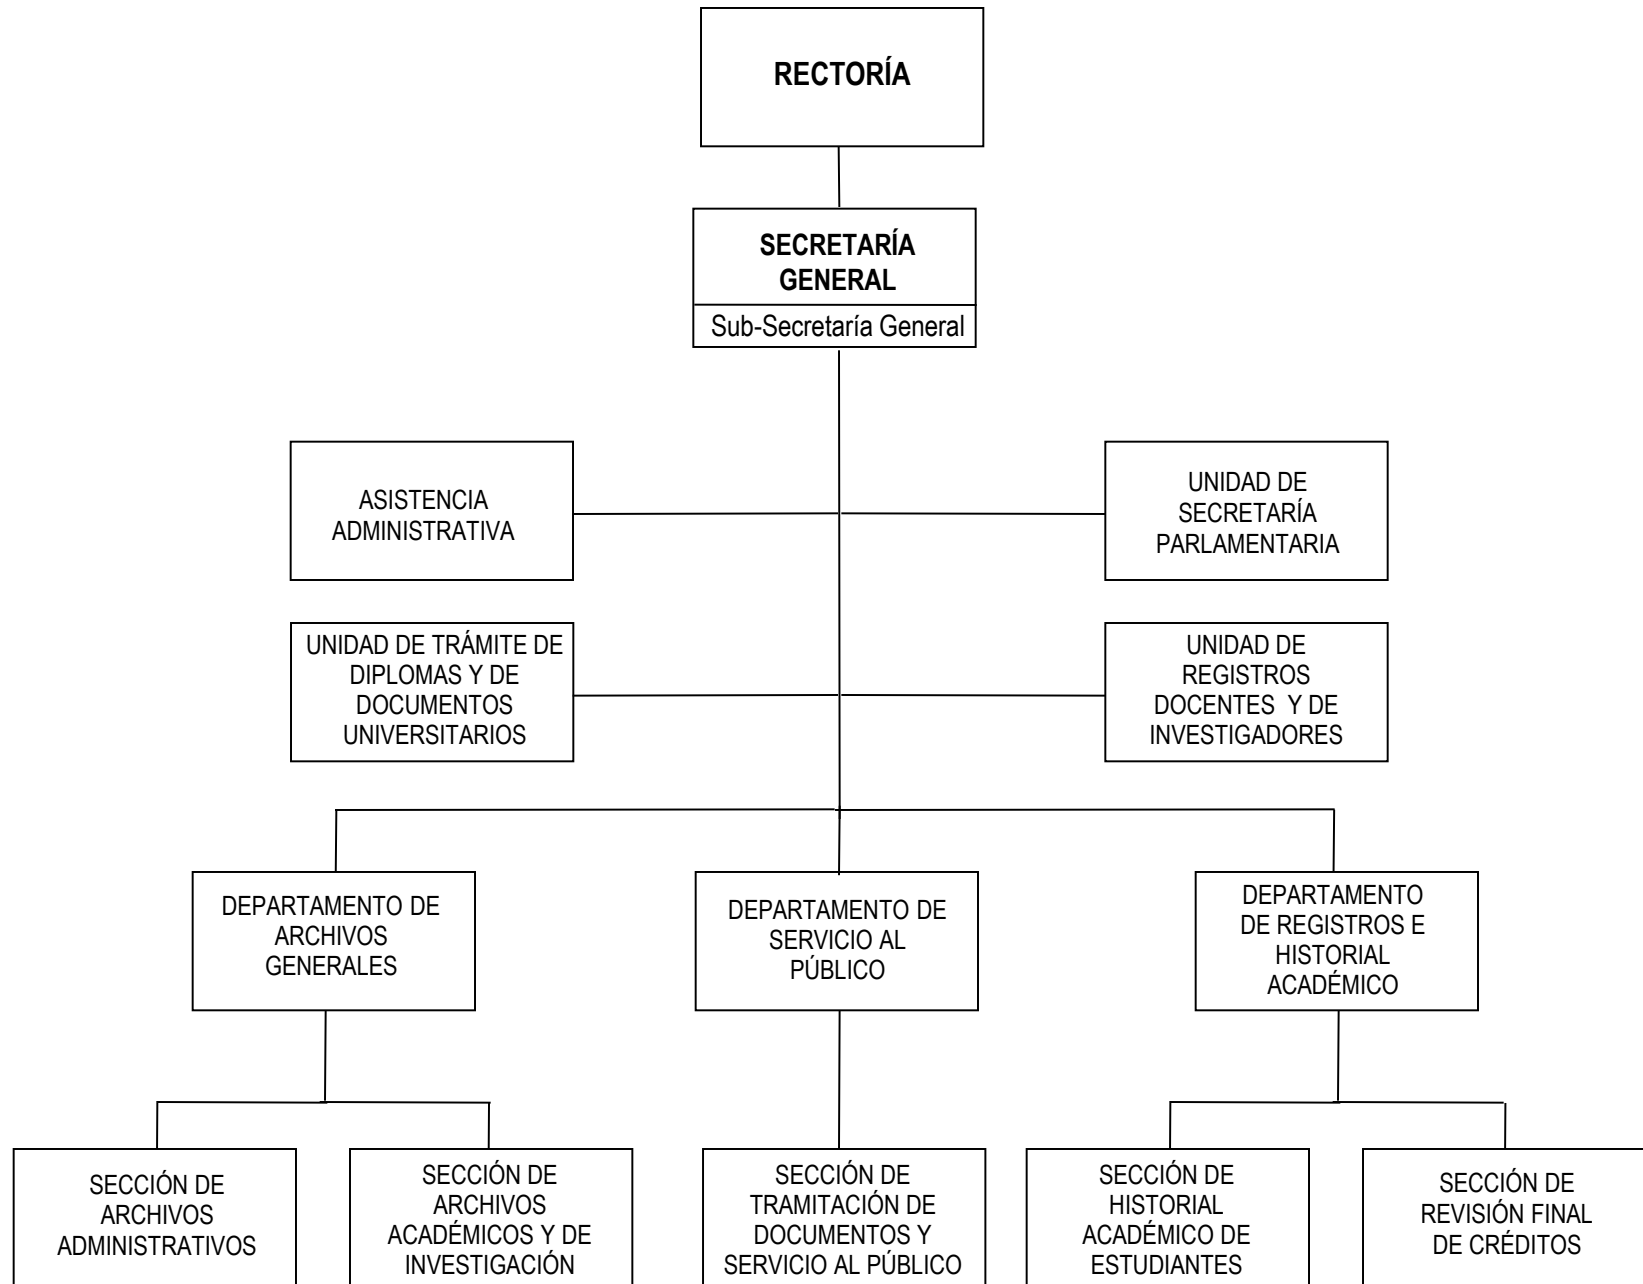 RECTORÍA
SECRETARÍA
GENERAL
Sub-Secretaría General
ASISTENCIA
ADMINISTRATIVA
UNIDAD DE
SECRETARÍA
PARLAMENTARIA
UNIDAD DE TRÁMITE DE
DIPLOMAS Y DE
DOCUMENTOS
UNIVERSITARIOS
UNIDAD DE
REGISTROS
DOCENTES Y DE
INVESTIGADORES
DEPARTAMENTO DE
ARCHIVOS
GENERALES
DEPARTAMENTO DE
SERVICIO AL
PÚBLICO
DEPARTAMENTO
DE REGISTROS E
HISTORIAL
ACADÉMICO
SECCIÓN DE
ARCHIVOS
ADMINISTRATIVOS
SECCIÓN DE
ARCHIVOS
ACADÉMICOS Y DE
INVESTIGACIÓN
SECCIÓN DE
TRAMITACIÓN DE
DOCUMENTOS Y
SERVICIO AL PÚBLICO
SECCIÓN DE
HISTORIAL
ACADÉMICO DE
ESTUDIANTES
SECCIÓN DE
REVISIÓN FINAL
DE CRÉDITOS